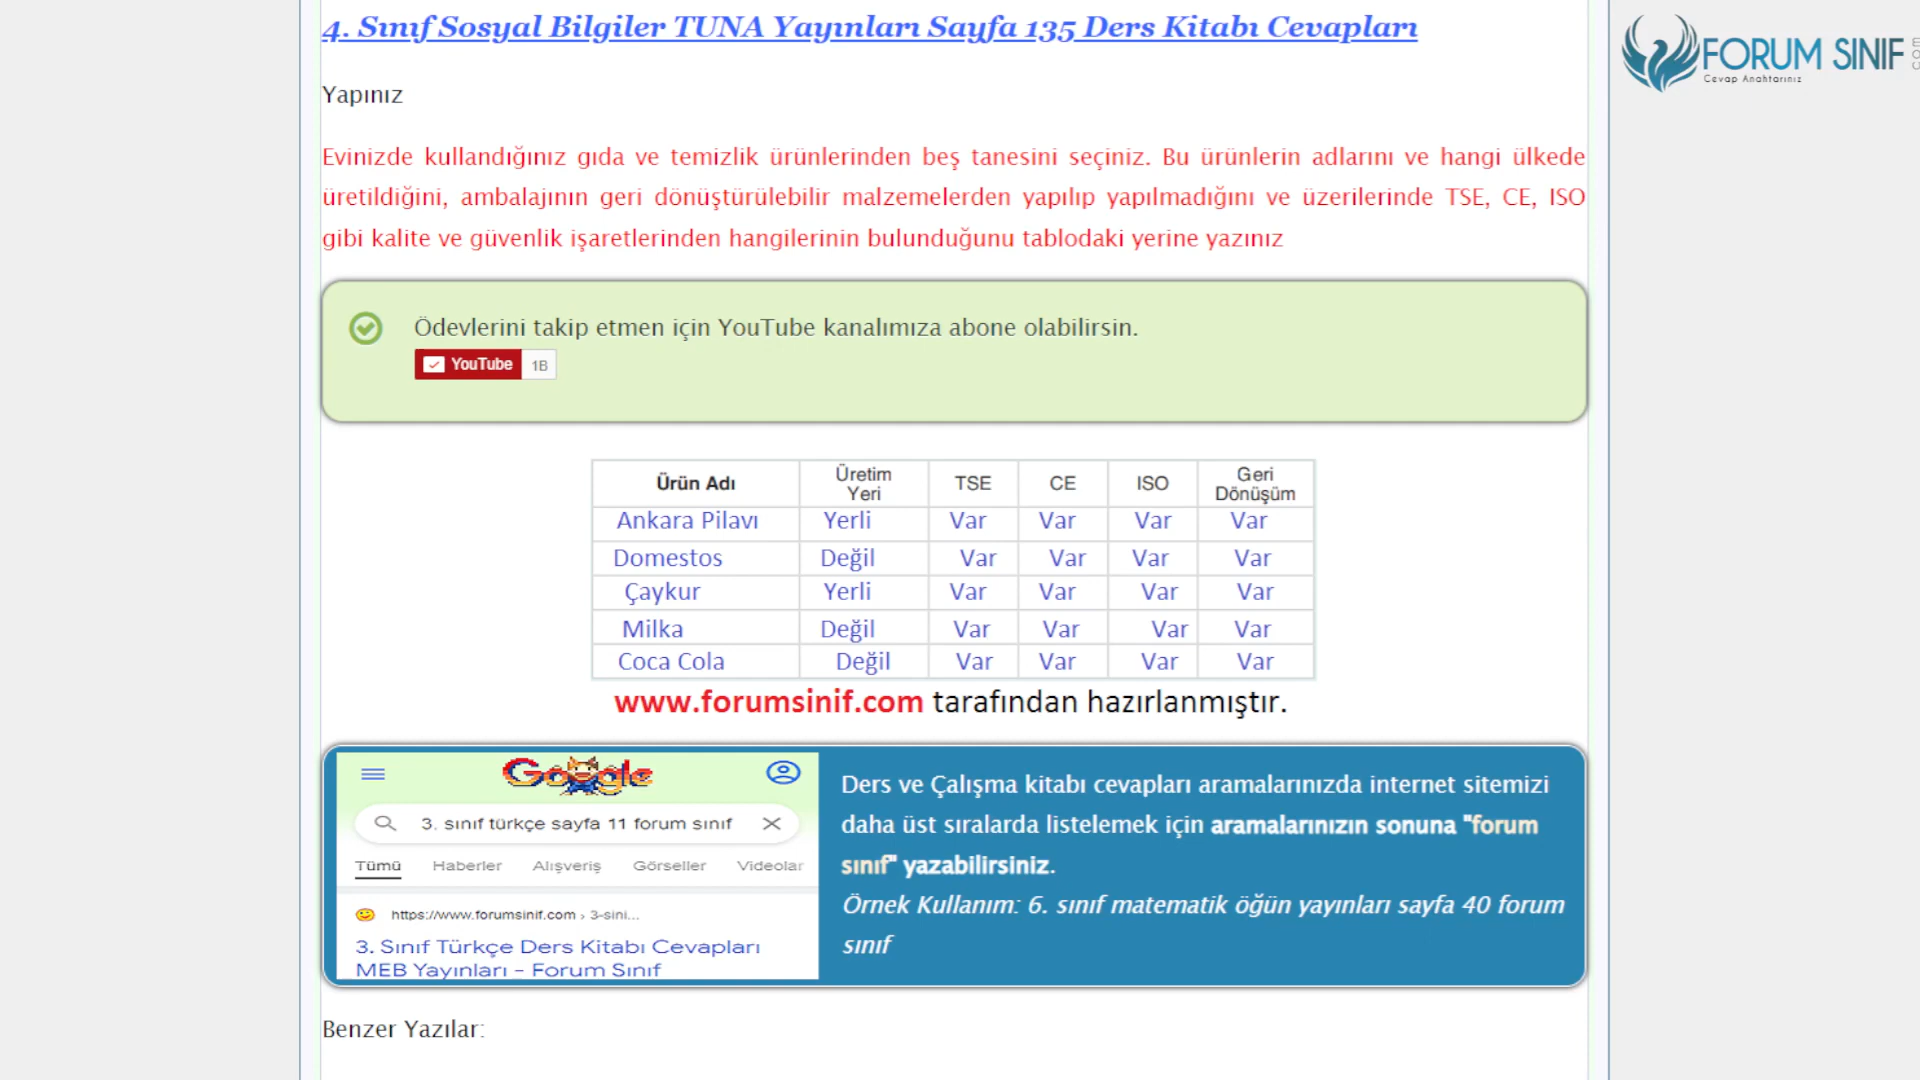 4. Sınıf Sosyal Bilgiler TUNA Yayınları Sayfa 135 Ders Kitabı Cevapları
FORUM SINIF
com
Cevap Anahtarınız
Yapınız
Evinizde kullandığınız gıda ve temizlik ürünlerinden beş tanesini seçiniz. Bu ürünlerin adlarını ve hangi ülkede
üretildiğini, ambalajının geri dönüştürülebilir malzemelerden yapılıp yapılmadığını ve üzerilerinde TSE, CE, ISO
gibi kalite ve güvenlik işaretlerinden hangilerinin bulunduğunu tablodaki yerine yazınız
Ödevlerini takip etmen için YouTube kanalımıza abone olabilirsin.
YouTube 1B
Ürün Adı Üretim Yeri TSE CE ISO Geri Dönüşüm
Ankara Pilavı Yerli Var Var Var Var
Domestos Değil Var Var Var Var
Çaykur Yerli Var Var Var Var
Milka Değil Var Var Var Var
Coca Cola Değil Var Var Var Var
www.forumsinif.com tarafından hazırlanmıştır.
Google
3. sınıf türkçe sayfa 11 forum sınıf
Tümü Haberler Alışveriş Görseller Videolar
https://www.forumsinif.com › 3-sini...
3. Sınıf Türkçe Ders Kitabı Cevapları
MEB Yayınları – Forum Sınıf
Ders ve Çalışma kitabı cevapları aramalarınızda internet sitemizi
daha üst sıralarda listelemek için aramalarınızın sonuna "forum
sınıf" yazabilirsiniz.
Örnek Kullanım: 6. sınıf matematik öğün yayınları sayfa 40 forum
sınıf
Benzer Yazılar: